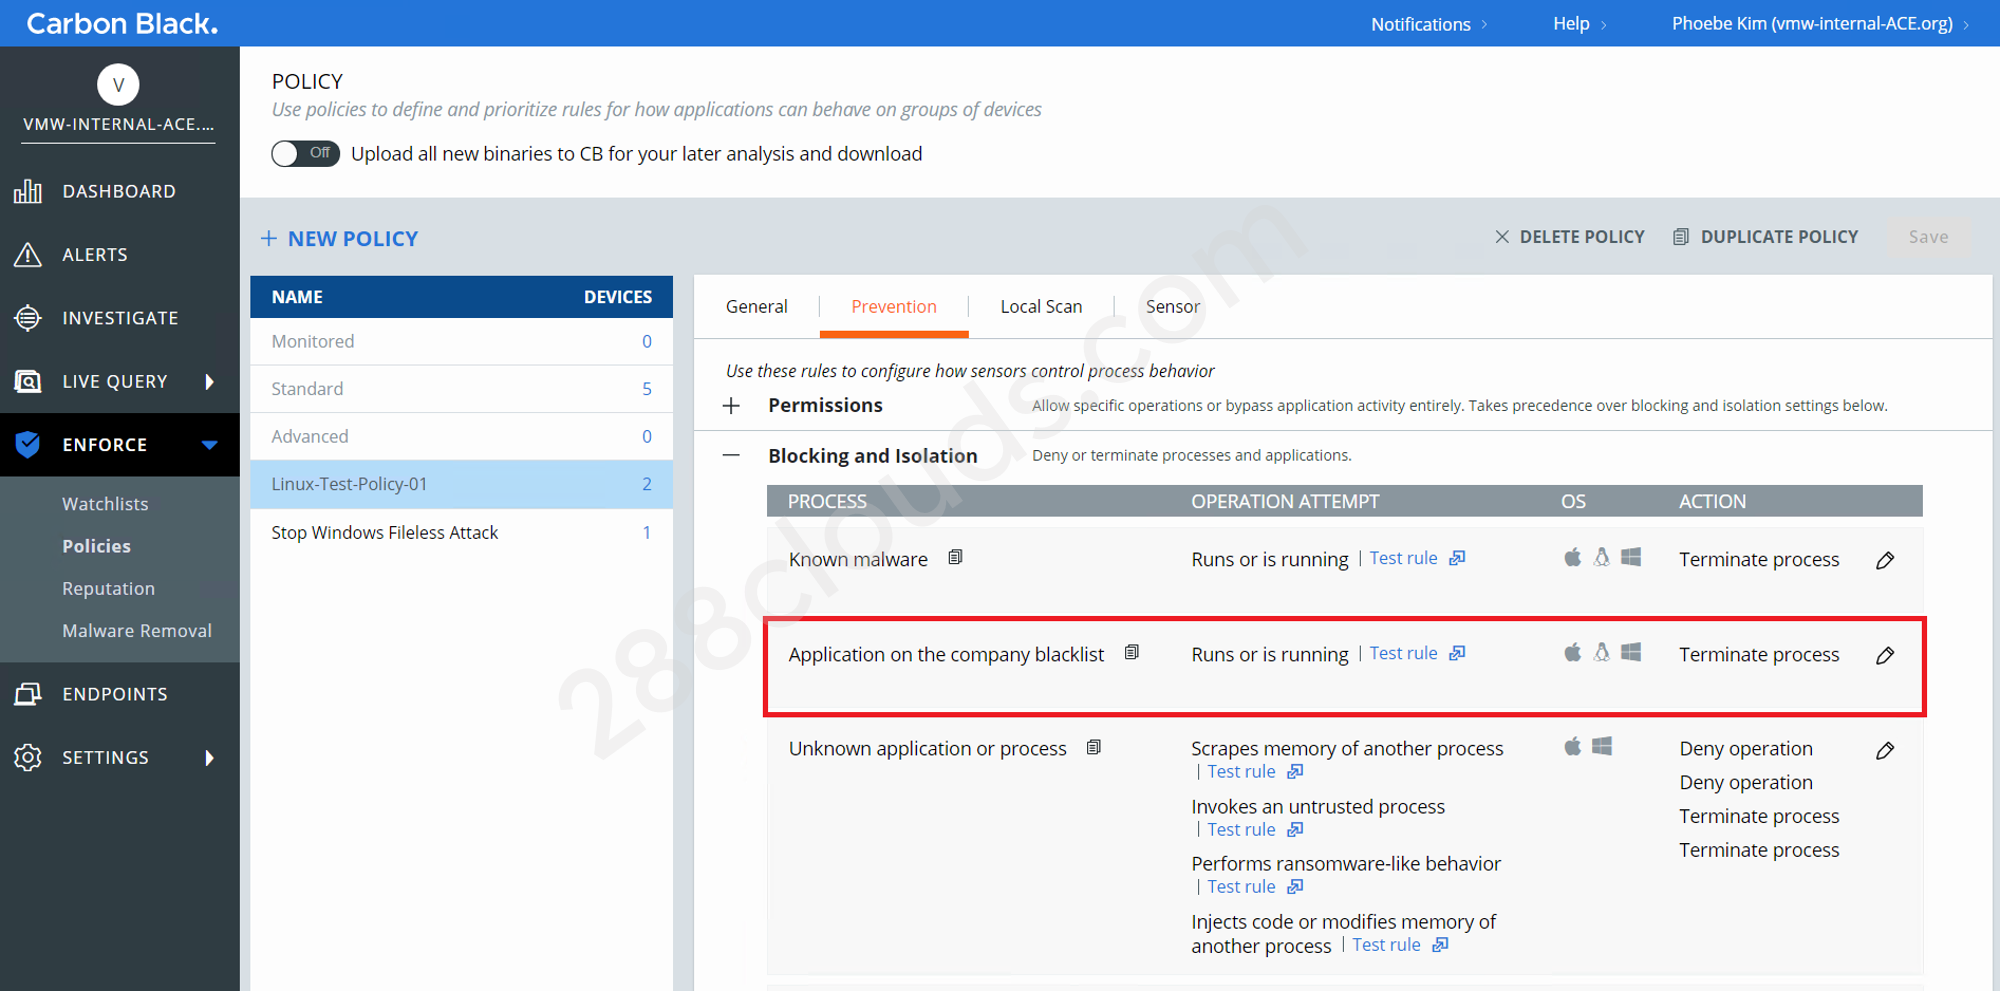 Carbon Black.
Notifications
Help
Phoebe Kim (vmw-internal-ACE.org)
V
VMW-INTERNAL-ACE....
DASHBOARD
ALERTS
INVESTIGATE
LIVE QUERY
ENFORCE
Watchlists
Policies
Reputation
Malware Removal
ENDPOINTS
SETTINGS
POLICY
Use policies to define and prioritize rules for how applications can behave on groups of devices
Off Upload all new binaries to CB for your later analysis and download
+ NEW POLICY
DELETE POLICY
DUPLICATE POLICY
Save
NAME DEVICES
Monitored 0
Standard 5
Advanced 0
Linux-Test-Policy-01 2
Stop Windows Fileless Attack 1
General | Prevention | Local Scan | Sensor
Use these rules to configure how sensors control process behavior
Permissions Allow specific operations or bypass application activity entirely. Takes precedence over blocking and isolation settings below.
Blocking and Isolation Deny or terminate processes and applications.
PROCESS OPERATION ATTEMPT OS ACTION
Known malware Runs or is running | Test rule Terminate process
Application on the company blacklist Runs or is running | Test rule Terminate process
Unknown application or process Scrapes memory of another process Deny operation
| Test rule
Deny operation
Invokes an untrusted process
Terminate process
| Test rule
Terminate process
Performs ransomware-like behavior
| Test rule
Injects code or modifies memory of
another process | Test rule
288clouds.com